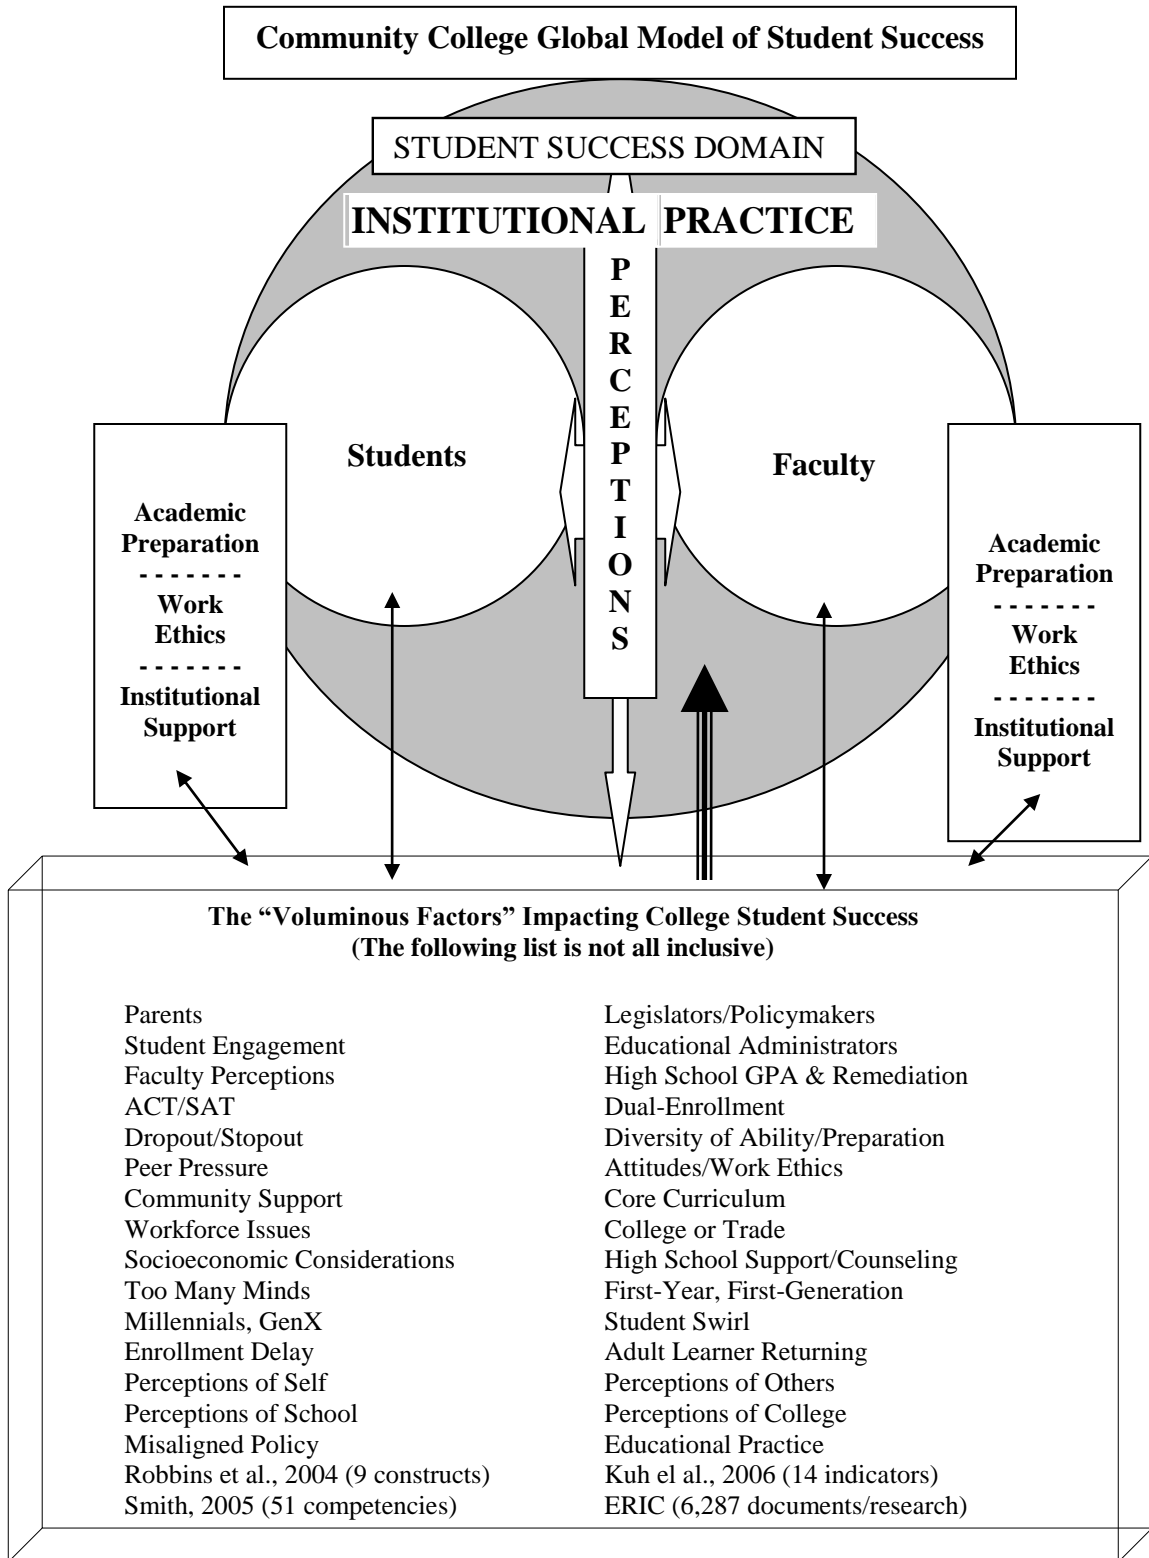 Community College Global Model of Student Success
STUDENT SUCCESS DOMAIN
INSTITUTIONAL PRACTICE
PERCEPTIONS
Students
Faculty
Academic
Preparation
- - - - - - -
Work
Ethics
- - - - - - -
Institutional
Support
Academic
Preparation
- - - - - - -
Work
Ethics
- - - - - - -
Institutional
Support
The “Voluminous Factors” Impacting College Student Success
(The following list is not all inclusive)
Parents
Student Engagement
Faculty Perceptions
ACT/SAT
Dropout/Stopout
Peer Pressure
Community Support
Workforce Issues
Socioeconomic Considerations
Too Many Minds
Millennials, GenX
Enrollment Delay
Perceptions of Self
Perceptions of School
Misaligned Policy
Robbins et al., 2004 (9 constructs)
Smith, 2005 (51 competencies)
Legislators/Policymakers
Educational Administrators
High School GPA & Remediation
Dual-Enrollment
Diversity of Ability/Preparation
Attitudes/Work Ethics
Core Curriculum
College or Trade
High School Support/Counseling
First-Year, First-Generation
Student Swirl
Adult Learner Returning
Perceptions of Others
Perceptions of College
Educational Practice
Kuh el al., 2006 (14 indicators)
ERIC (6,287 documents/research)